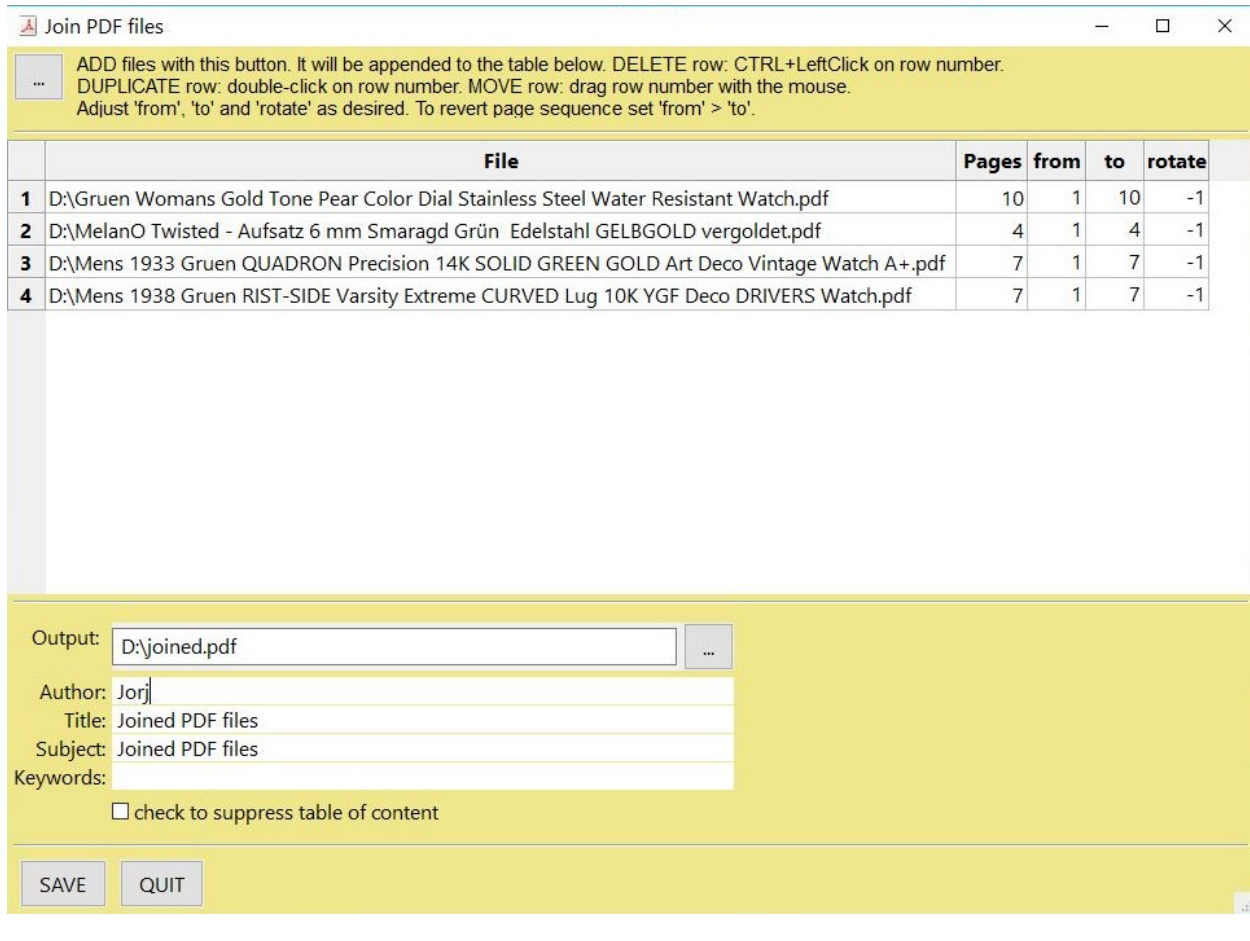 Join PDF files
... ADD files with this button. It will be appended to the table below. DELETE row: CTRL+LeftClick on row number.
DUPLICATE row: double-click on row number. MOVE row: drag row number with the mouse.
Adjust 'from', 'to' and 'rotate' as desired. To revert page sequence set 'from' > 'to'.
File Pages from to rotate
1 D:\Gruen Womans Gold Tone Pear Color Dial Stainless Steel Water Resistant Watch.pdf 10 1 10 -1
2 D:\MelanO Twisted - Aufsatz 6 mm Smaragd Grün  Edelstahl GELBGOLD vergoldet.pdf 4 1 4 -1
3 D:\Mens 1933 Gruen QUADRON Precision 14K SOLID GREEN GOLD Art Deco Vintage Watch A+.pdf 7 1 7 -1
4 D:\Mens 1938 Gruen RIST-SIDE Varsity Extreme CURVED Lug 10K YGF Deco DRIVERS Watch.pdf 7 1 7 -1
Output: D:\joined.pdf ...
Author: Jorj
Title: Joined PDF files
Subject: Joined PDF files
Keywords:
check to suppress table of content
SAVE QUIT